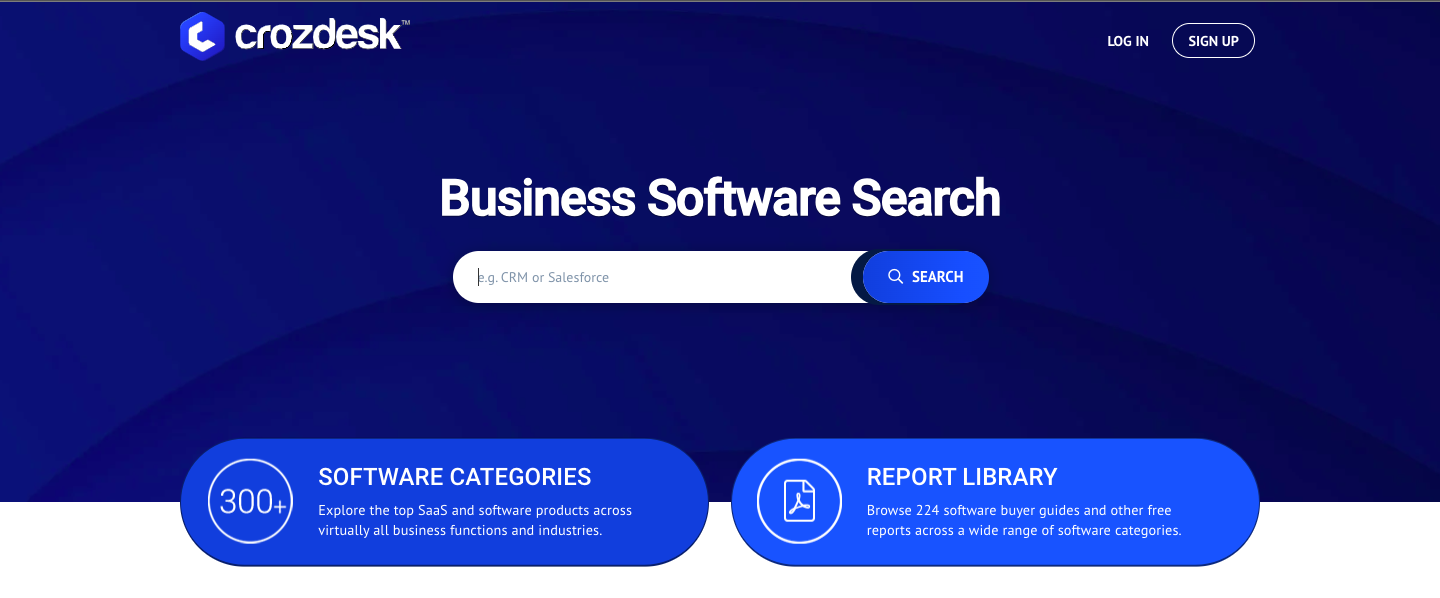 crozdesk™
LOG IN
SIGN UP
Business Software Search
e.g. CRM or Salesforce
SEARCH
300+
SOFTWARE CATEGORIES
Explore the top SaaS and software products across
virtually all business functions and industries.
REPORT LIBRARY
Browse 224 software buyer guides and other free
reports across a wide range of software categories.